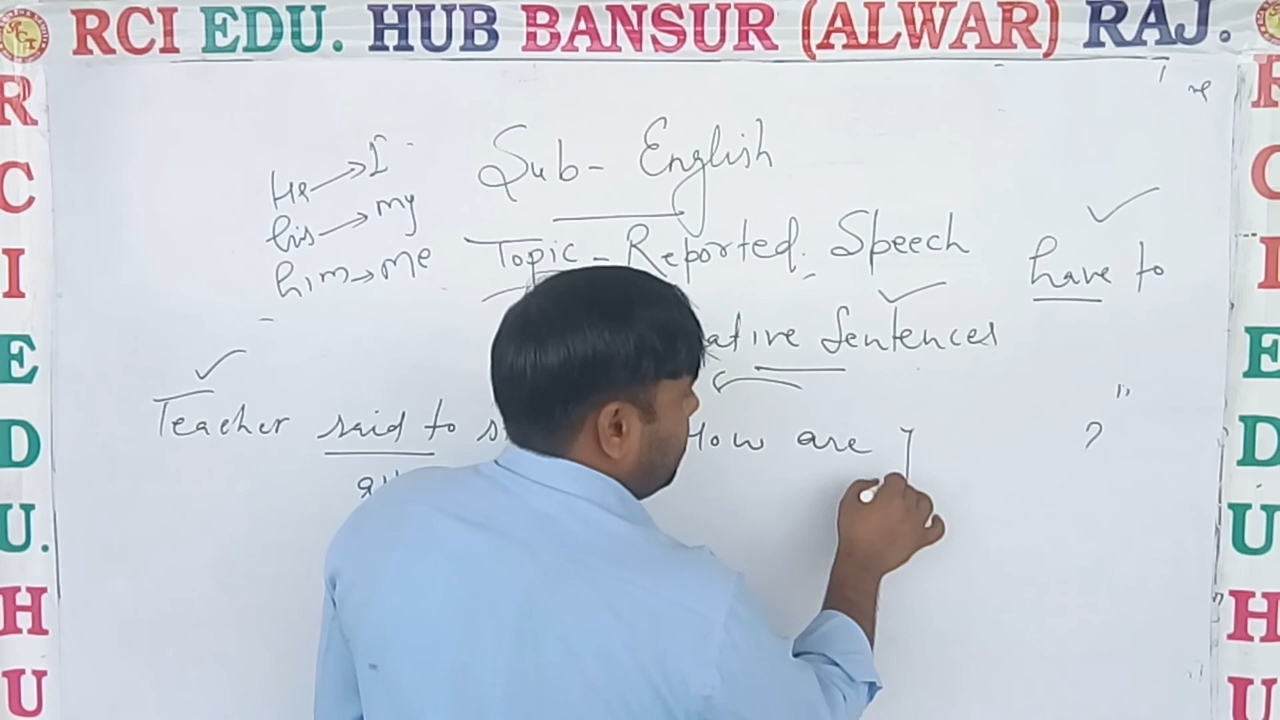 RCI EDU. HUB BANSUR (ALWAR) RAJ.
R
C
I
E
D
U.
H
U
R
C
I
E
D
U
H
U
He → I
his → my
him → me
Sub- English
Topic - Reported Speech
have to
ative Sentences
Teacher said to s How are "
?